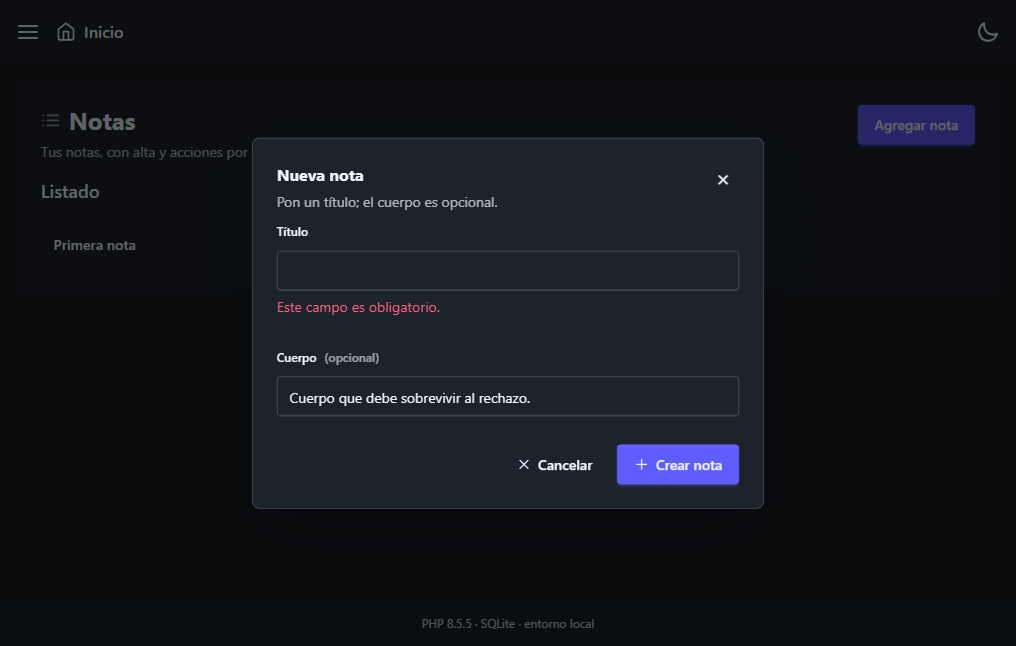 Inicio
Notas
Agregar nota
Tus notas, con alta y acciones por
Listado
Primera nota
Nueva nota
Pon un título; el cuerpo es opcional.
Título
Este campo es obligatorio.
Cuerpo (opcional)
Cuerpo que debe sobrevivir al rechazo.
Cancelar
Crear nota
PHP 8.5.5 · SQLite · entorno local